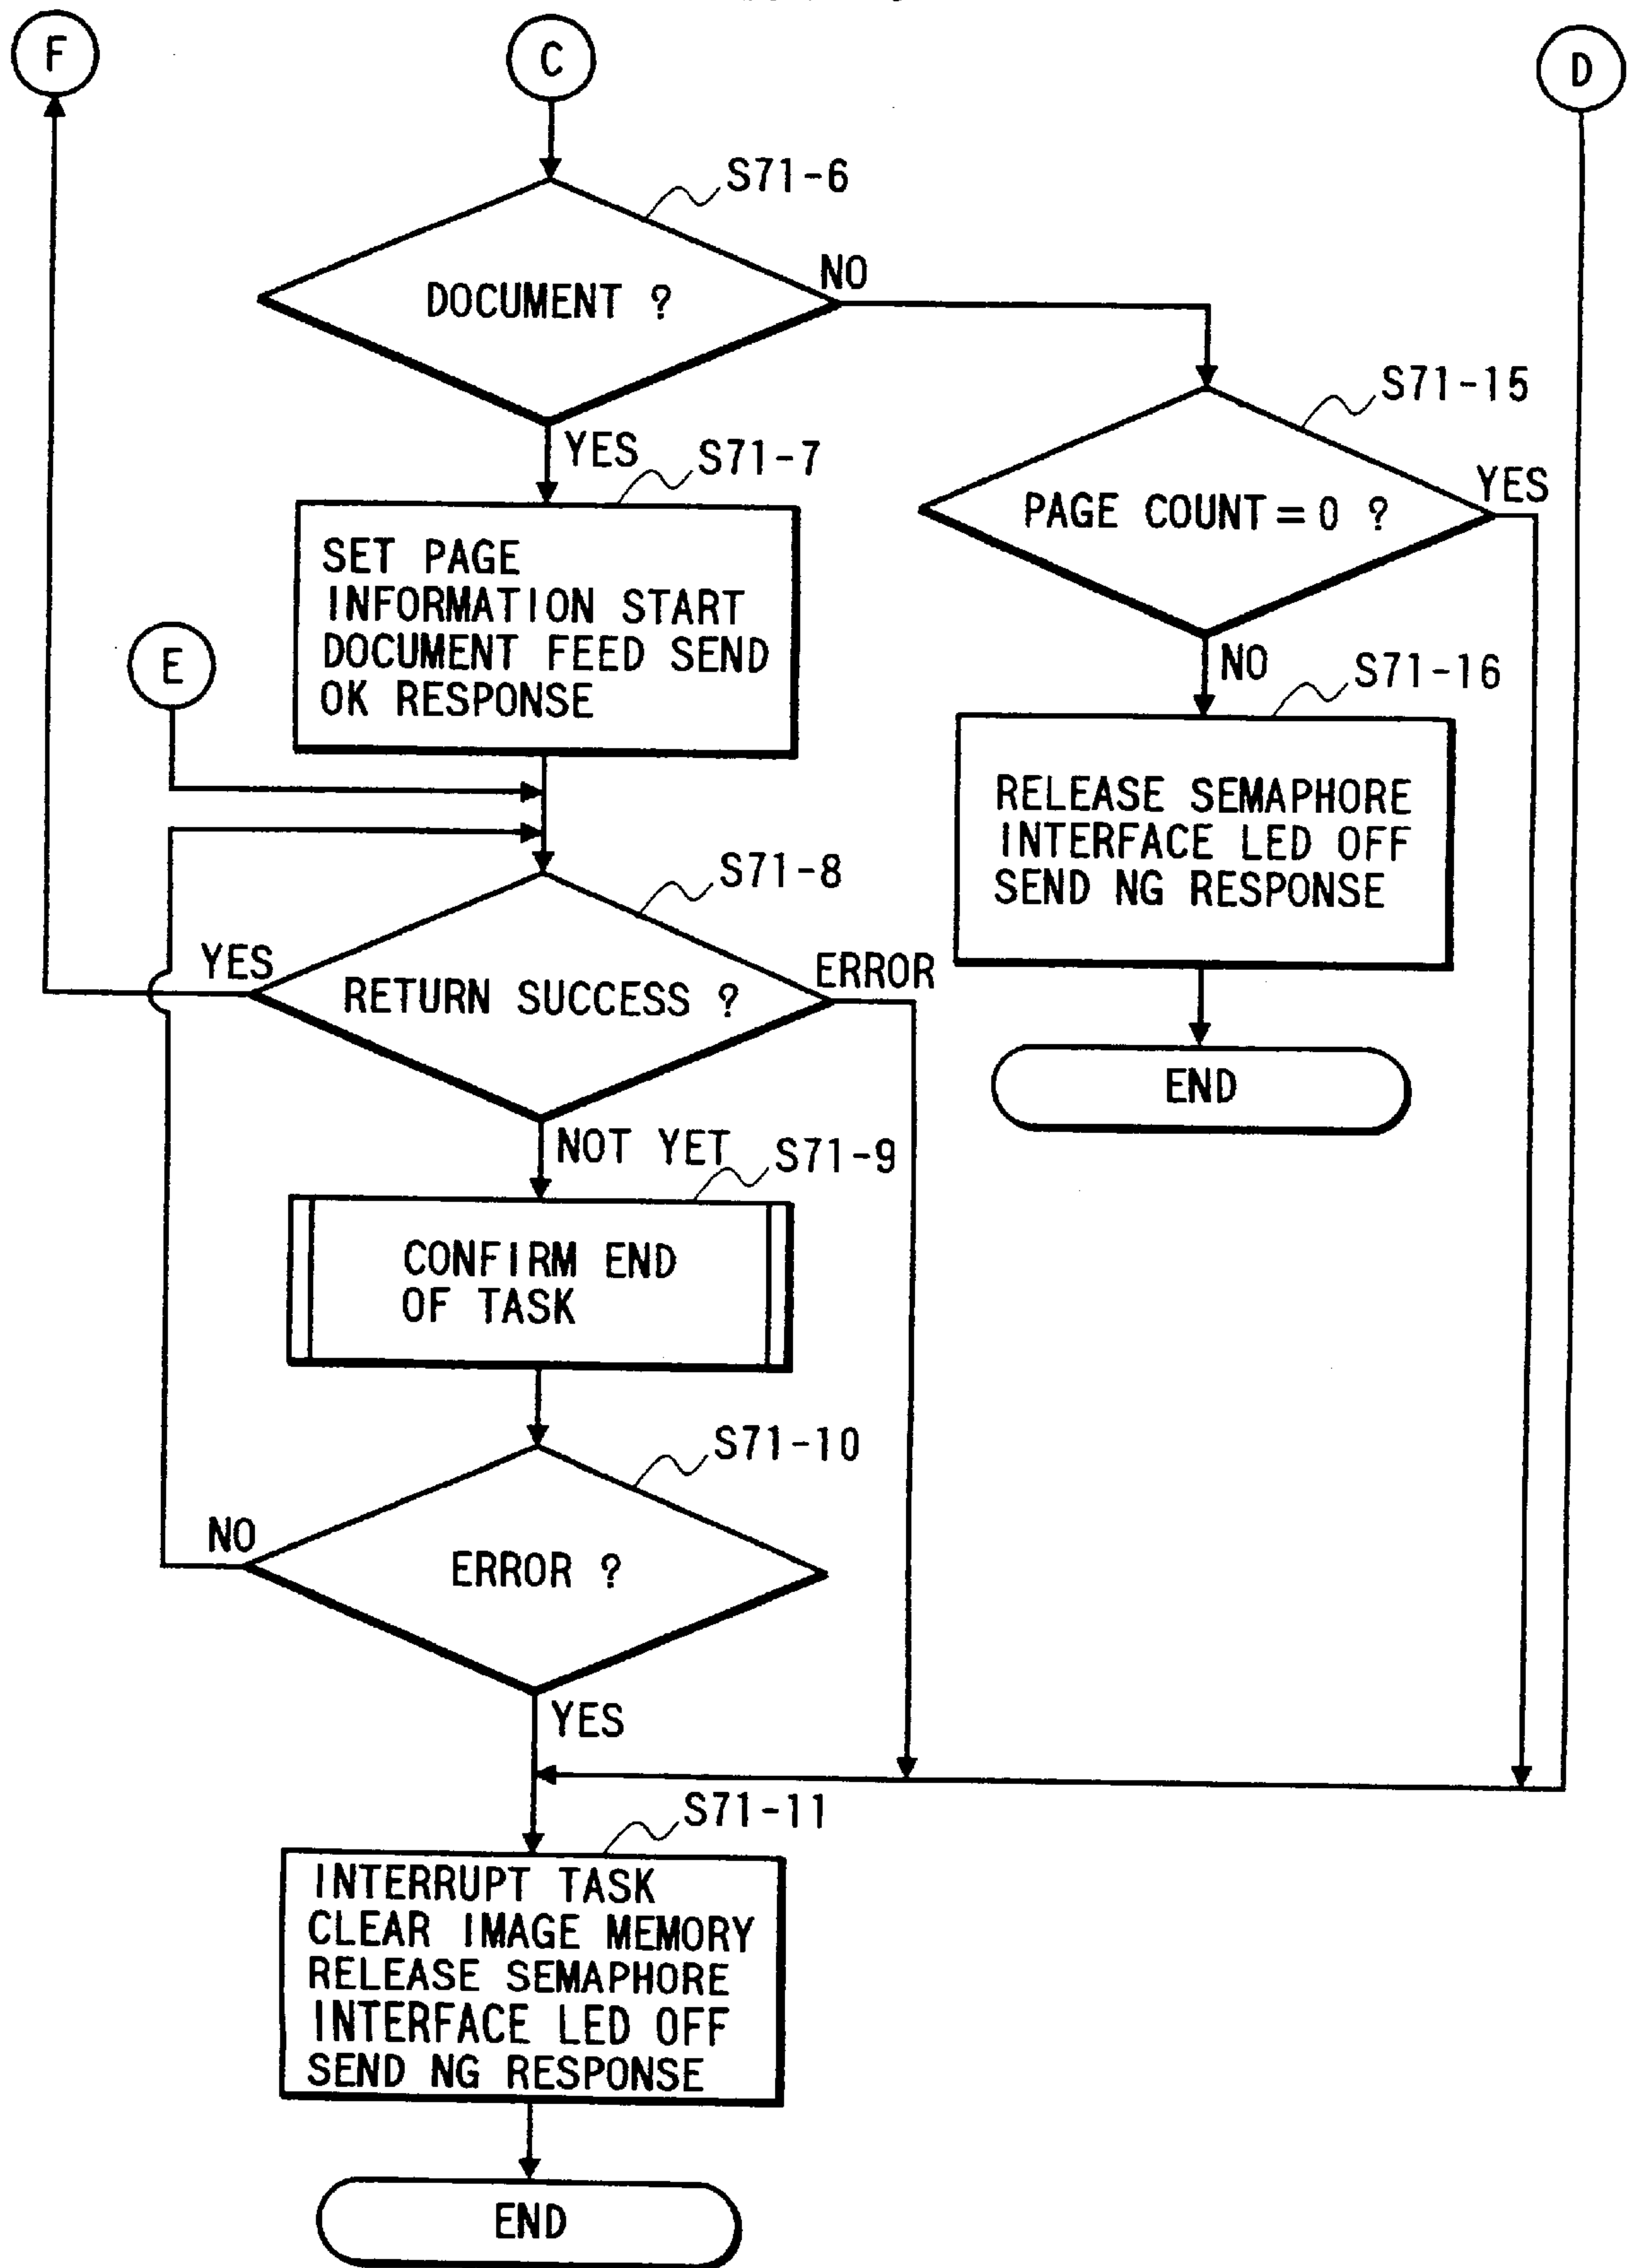 F
C
D
S71-6
DOCUMENT ?
NO
YES
S71-7
S71-15
PAGE COUNT = 0 ?
YES
SET PAGE
INFORMATION START
DOCUMENT FEED SEND
OK RESPONSE
E
NO
S71-16
RELEASE SEMAPHORE
INTERFACE LED OFF
SEND NG RESPONSE
END
S71-8
YES
RETURN SUCCESS ?
ERROR
NOT YET
S71-9
CONFIRM END
OF TASK
S71-10
NO
ERROR ?
YES
S71-11
INTERRUPT TASK
CLEAR IMAGE MEMORY
RELEASE SEMAPHORE
INTERFACE LED OFF
SEND NG RESPONSE
END